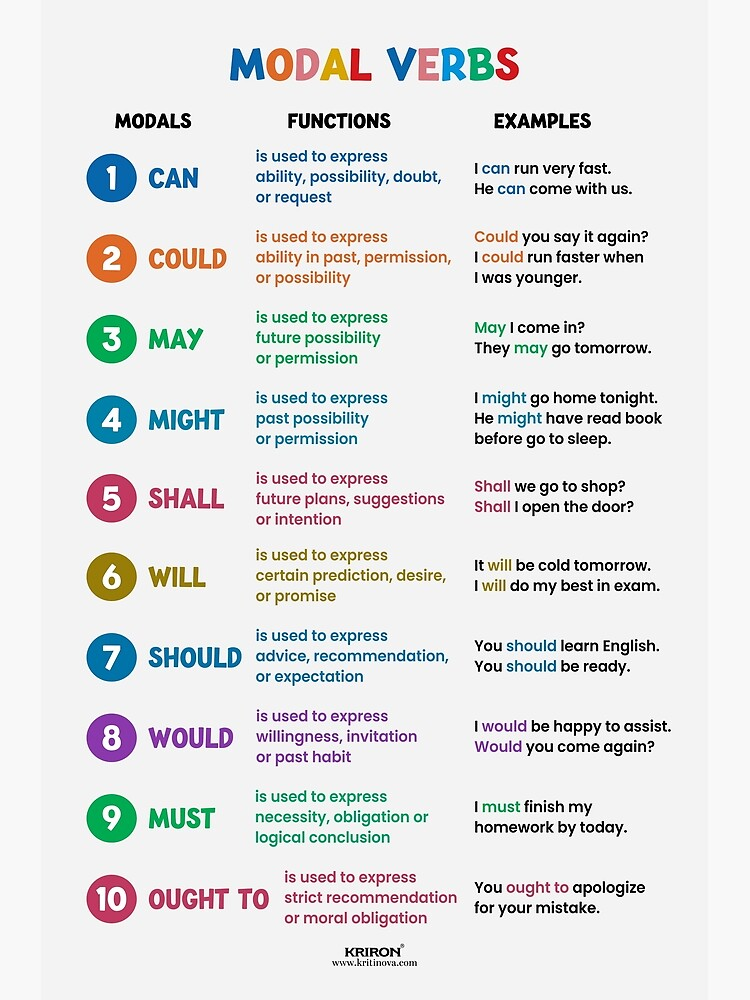 MODAL VERBS
MODALS FUNCTIONS EXAMPLES
1 CAN
is used to express
ability, possibility, doubt,
or request
I can run very fast.
He can come with us.
2 COULD
is used to express
ability in past, permission,
or possibility
Could you say it again?
I could run faster when
I was younger.
3 MAY
is used to express
future possibility
or permission
May I come in?
They may go tomorrow.
4 MIGHT
is used to express
past possibility
or permission
I might go home tonight.
He might have read book
before go to sleep.
5 SHALL
is used to express
future plans, suggestions
or intention
Shall we go to shop?
Shall I open the door?
6 WILL
is used to express
certain prediction, desire,
or promise
It will be cold tomorrow.
I will do my best in exam.
7 SHOULD
is used to express
advice, recommendation,
or expectation
You should learn English.
You should be ready.
8 WOULD
is used to express
willingness, invitation
or past habit
I would be happy to assist.
Would you come again?
9 MUST
is used to express
necessity, obligation or
logical conclusion
I must finish my
homework by today.
10 OUGHT TO
is used to express
strict recommendation
or moral obligation
You ought to apologize
for your mistake.
KRIRON®
www.kritinova.com